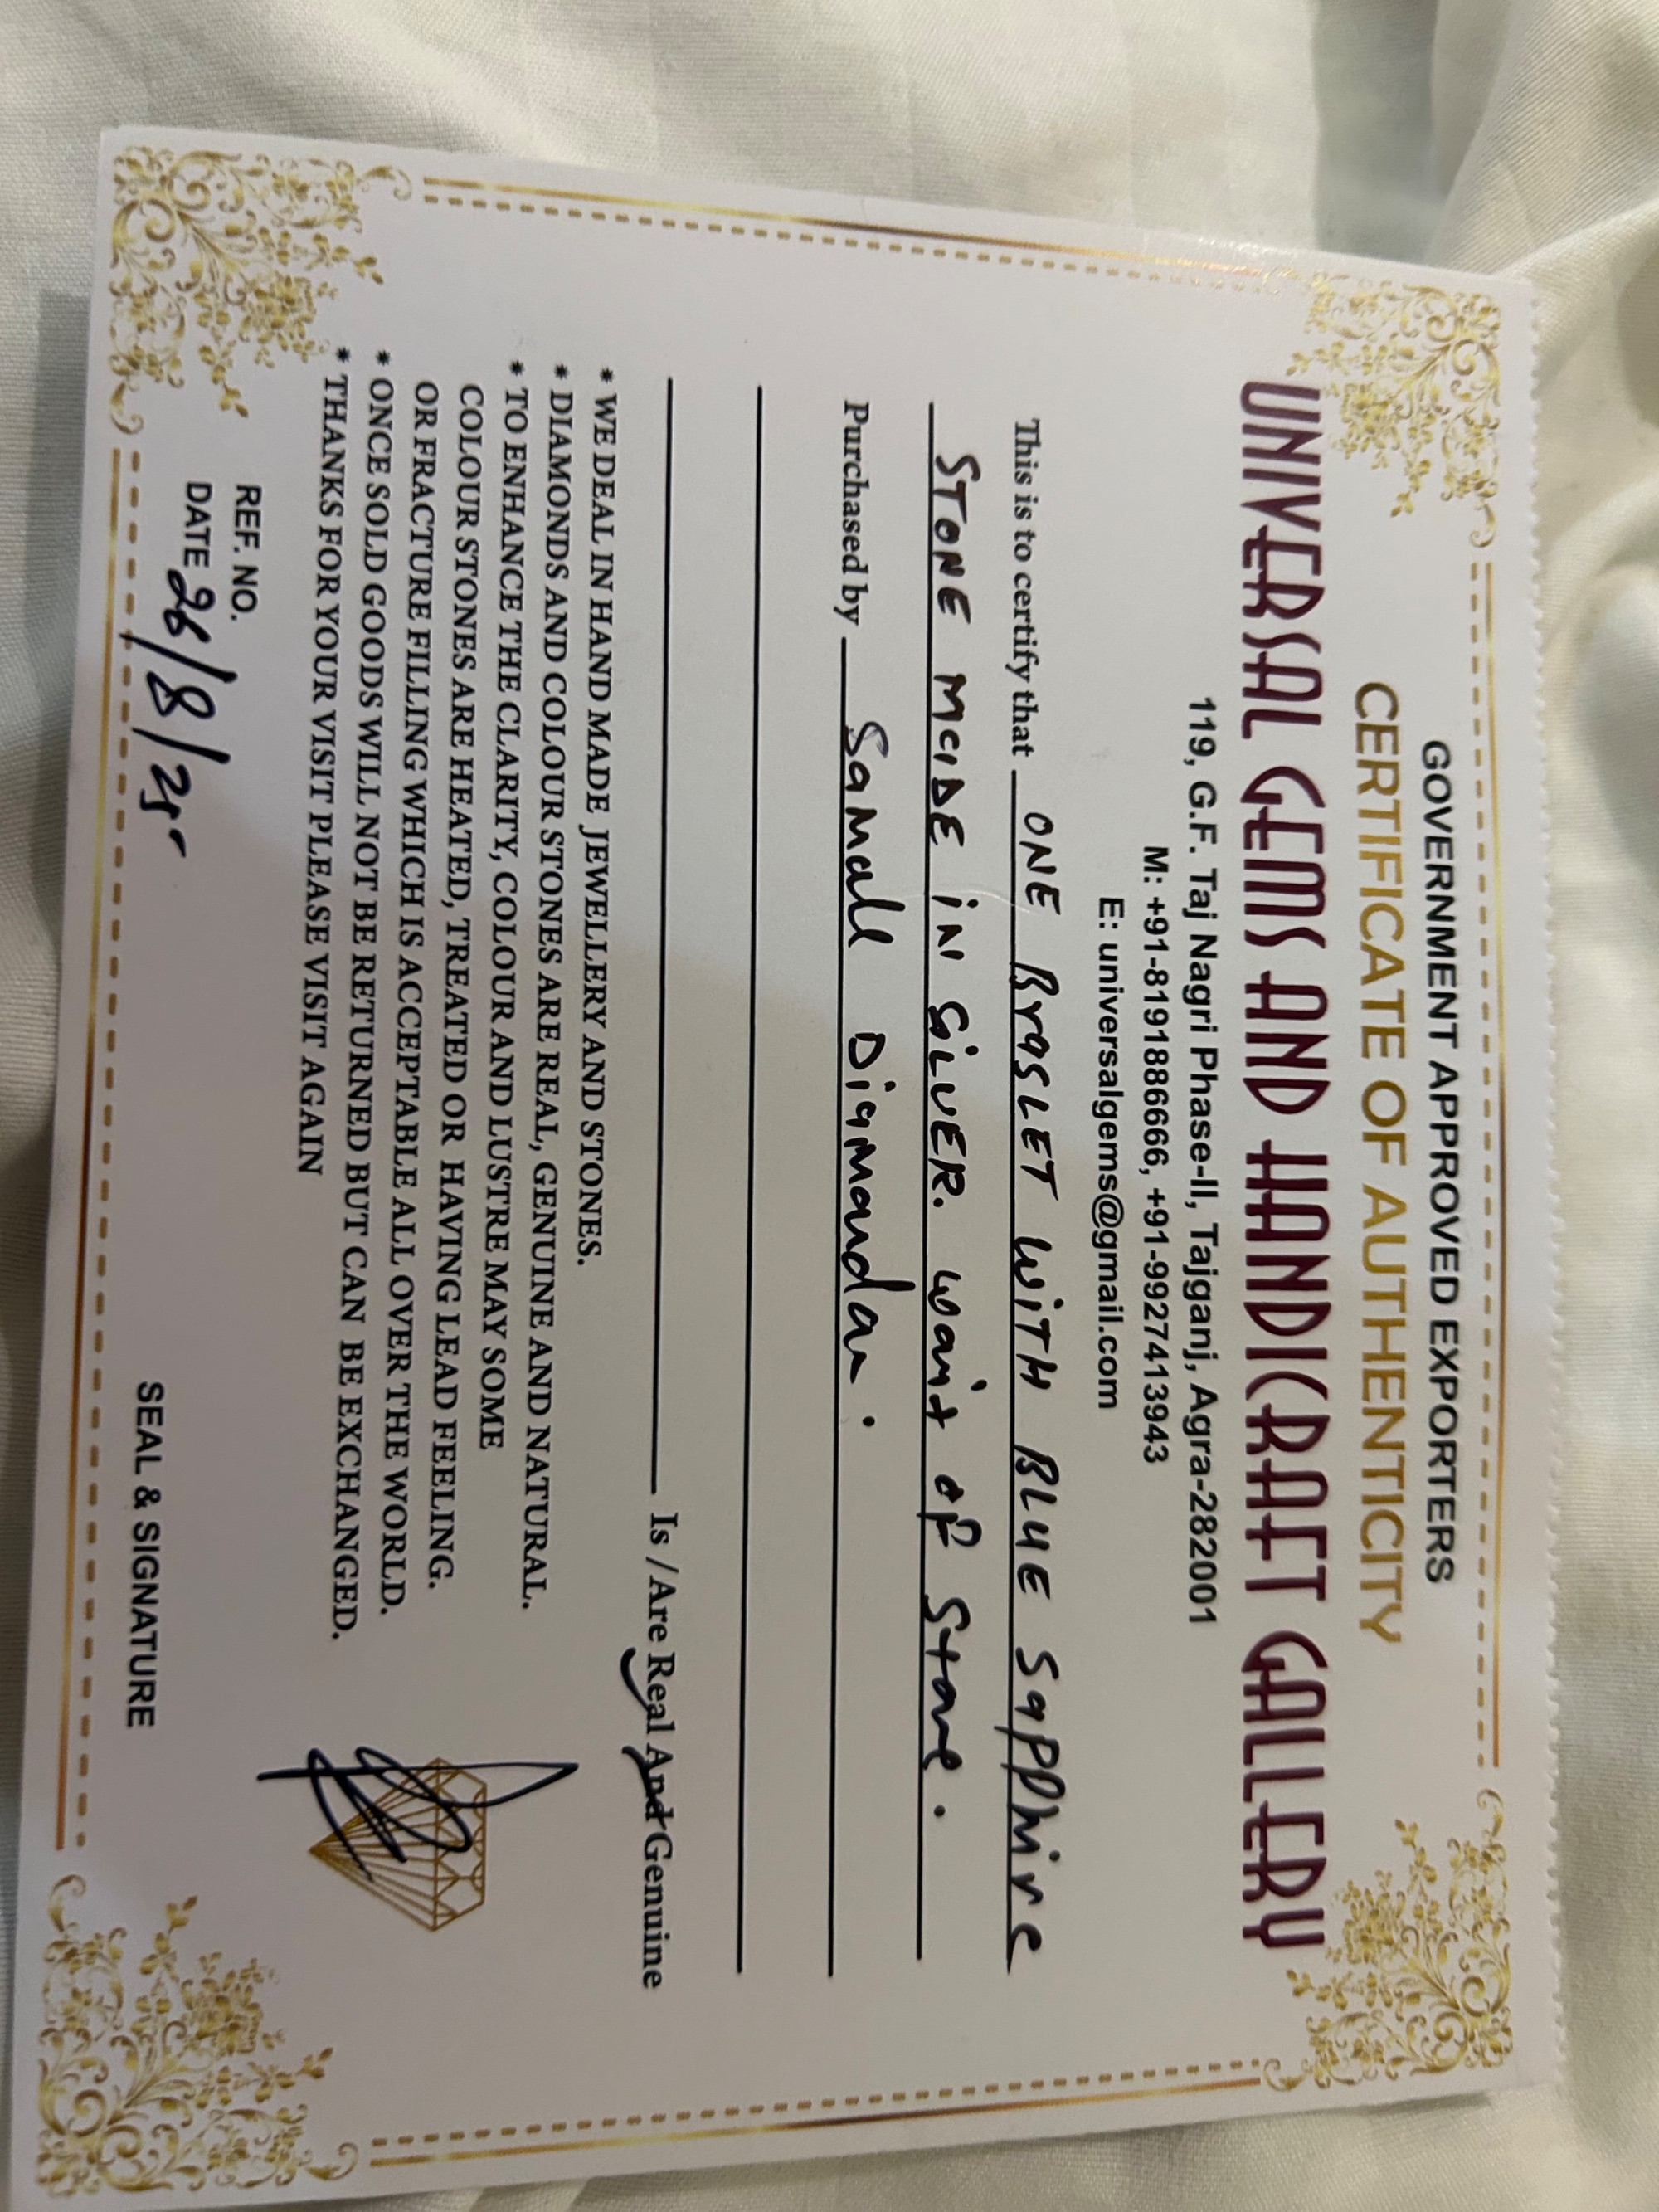 GOVERNMENT APPROVED EXPORTERS
CERTIFICATE OF AUTHENTICITY
UNIVERSAL GEMS AND HANDICRAFT GALLERY
119, G.F. Taj Nagri Phase-II, Tajganj, Agra-282001
M: +91-8191886666, +91-9927413943
E: universalgems@gmail.com
This is to certify that ONE BrasLET WITH BLUE Sapphire
STONE MaDE iN SiLVER. wait of Stone.
Purchased by Samale Diamandar.
Is / Are Real And Genuine
* WE DEAL IN HAND MADE JEWELLERY AND STONES.
* DIAMONDS AND COLOUR STONES ARE REAL, GENUINE AND NATURAL.
* TO ENHANCE THE CLARITY, COLOUR AND LUSTRE MAY SOME
COLOUR STONES ARE HEATED, TREATED OR HAVING LEAD FEELING.
OR FRACTURE FILLING WHICH IS ACCEPTABLE ALL OVER THE WORLD.
* ONCE SOLD GOODS WILL NOT BE RETURNED BUT CAN BE EXCHANGED.
* THANKS FOR YOUR VISIT PLEASE VISIT AGAIN
REF. NO.
DATE 26/8/25
SEAL & SIGNATURE